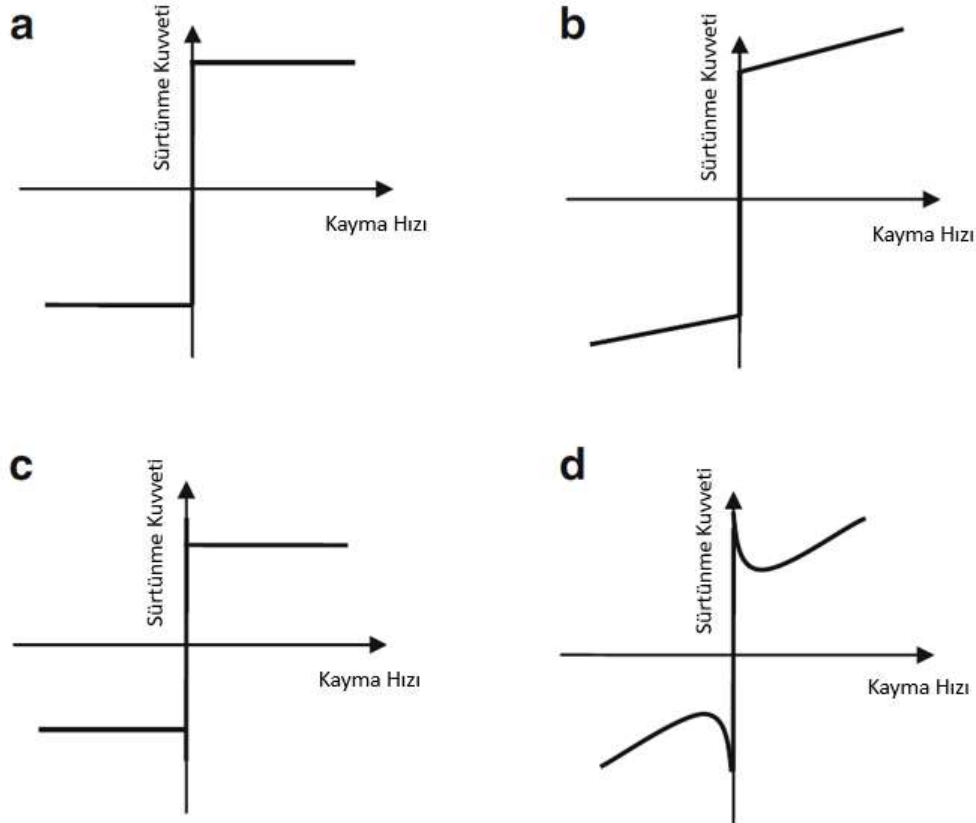 a
Sürtünme Kuvveti
Kayma Hızı
b
Sürtünme Kuvveti
Kayma Hızı
c
Sürtünme Kuvveti
Kayma Hızı
d
Sürtünme Kuvveti
Kayma Hızı